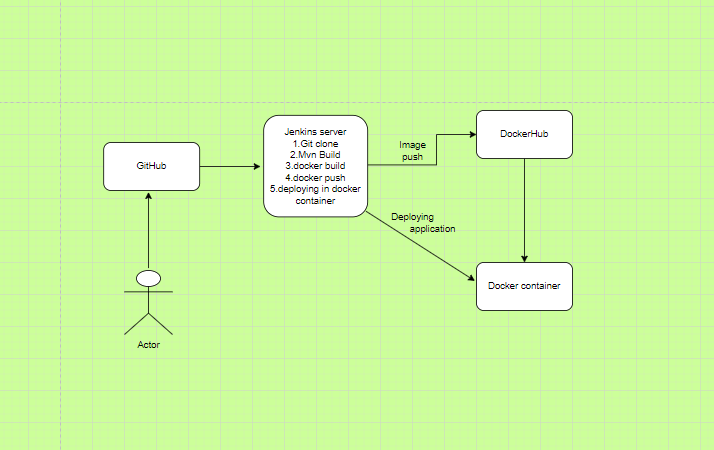 GitHub
Jenkins server
1.Git clone
2.Mvn Build
3.docker build
4.docker push
5.deploying in docker
container
Image
push
DockerHub
Deploying
application
Docker container
Actor